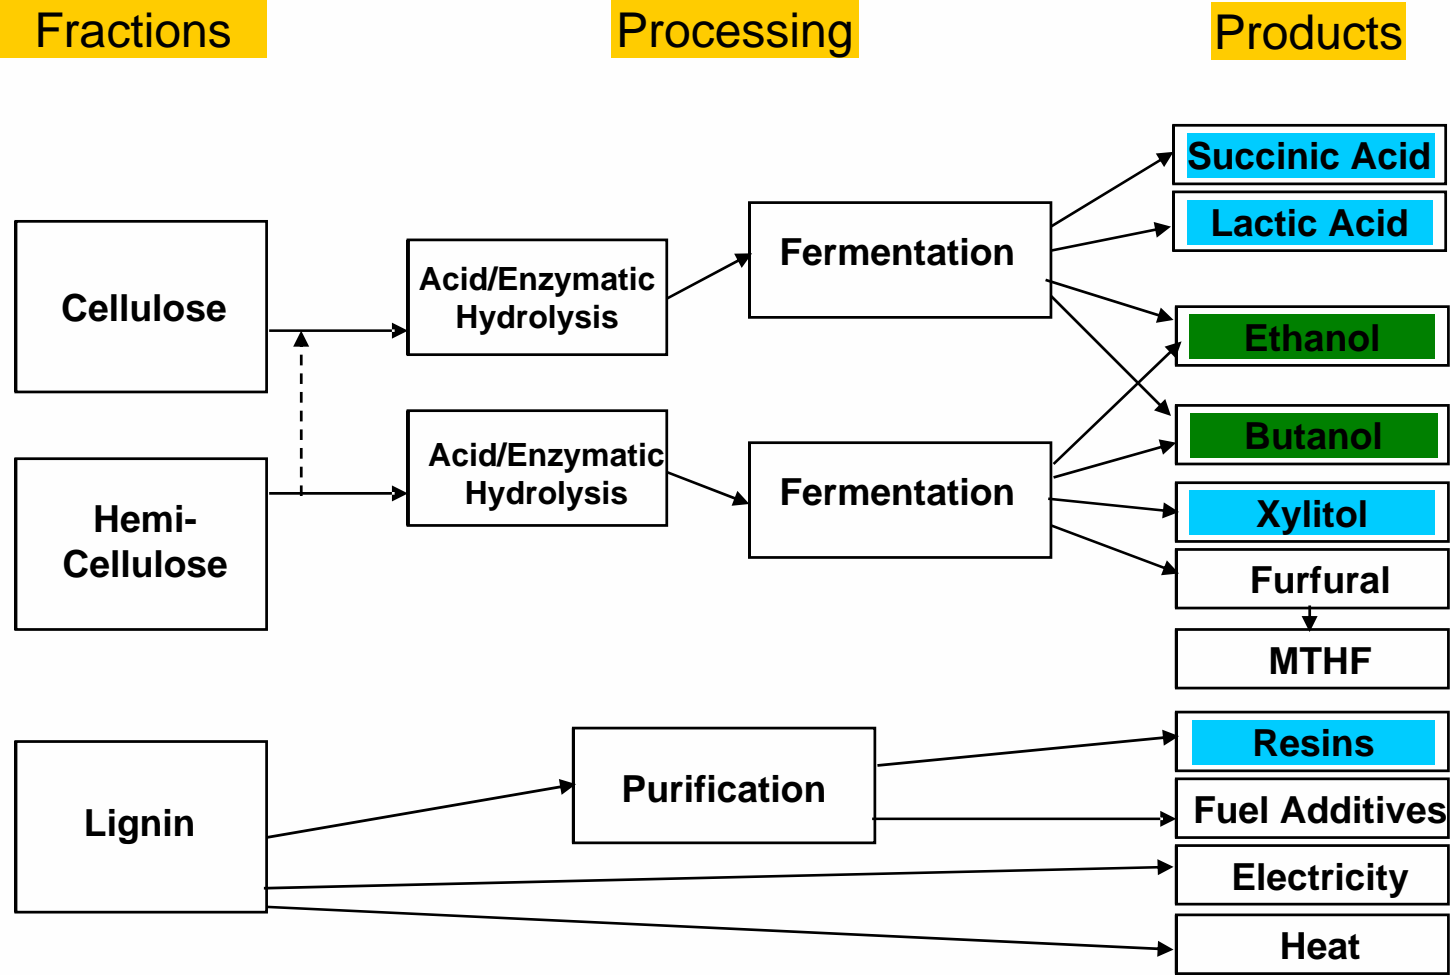 Fractions
Processing
Products
Succinic Acid
Lactic Acid
Cellulose
Acid/Enzymatic
Hydrolysis
Fermentation
Ethanol
Butanol
Hemi-
Cellulose
Acid/Enzymatic
Hydrolysis
Fermentation
Xylitol
Furfural
MTHF
Lignin
Purification
Resins
Fuel Additives
Electricity
Heat